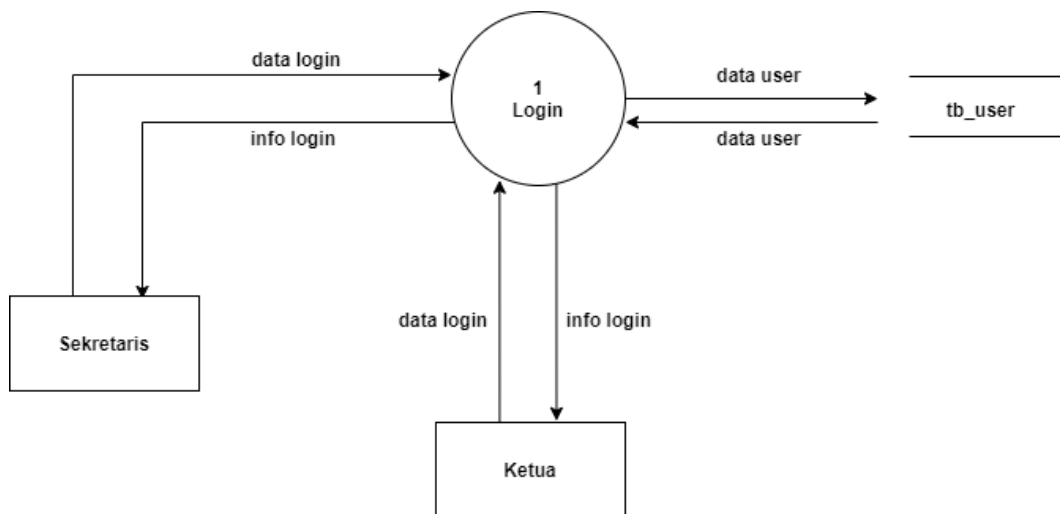 data login
1
Login
data user
tb_user
info login
data user
Sekretaris
data login
info login
Ketua